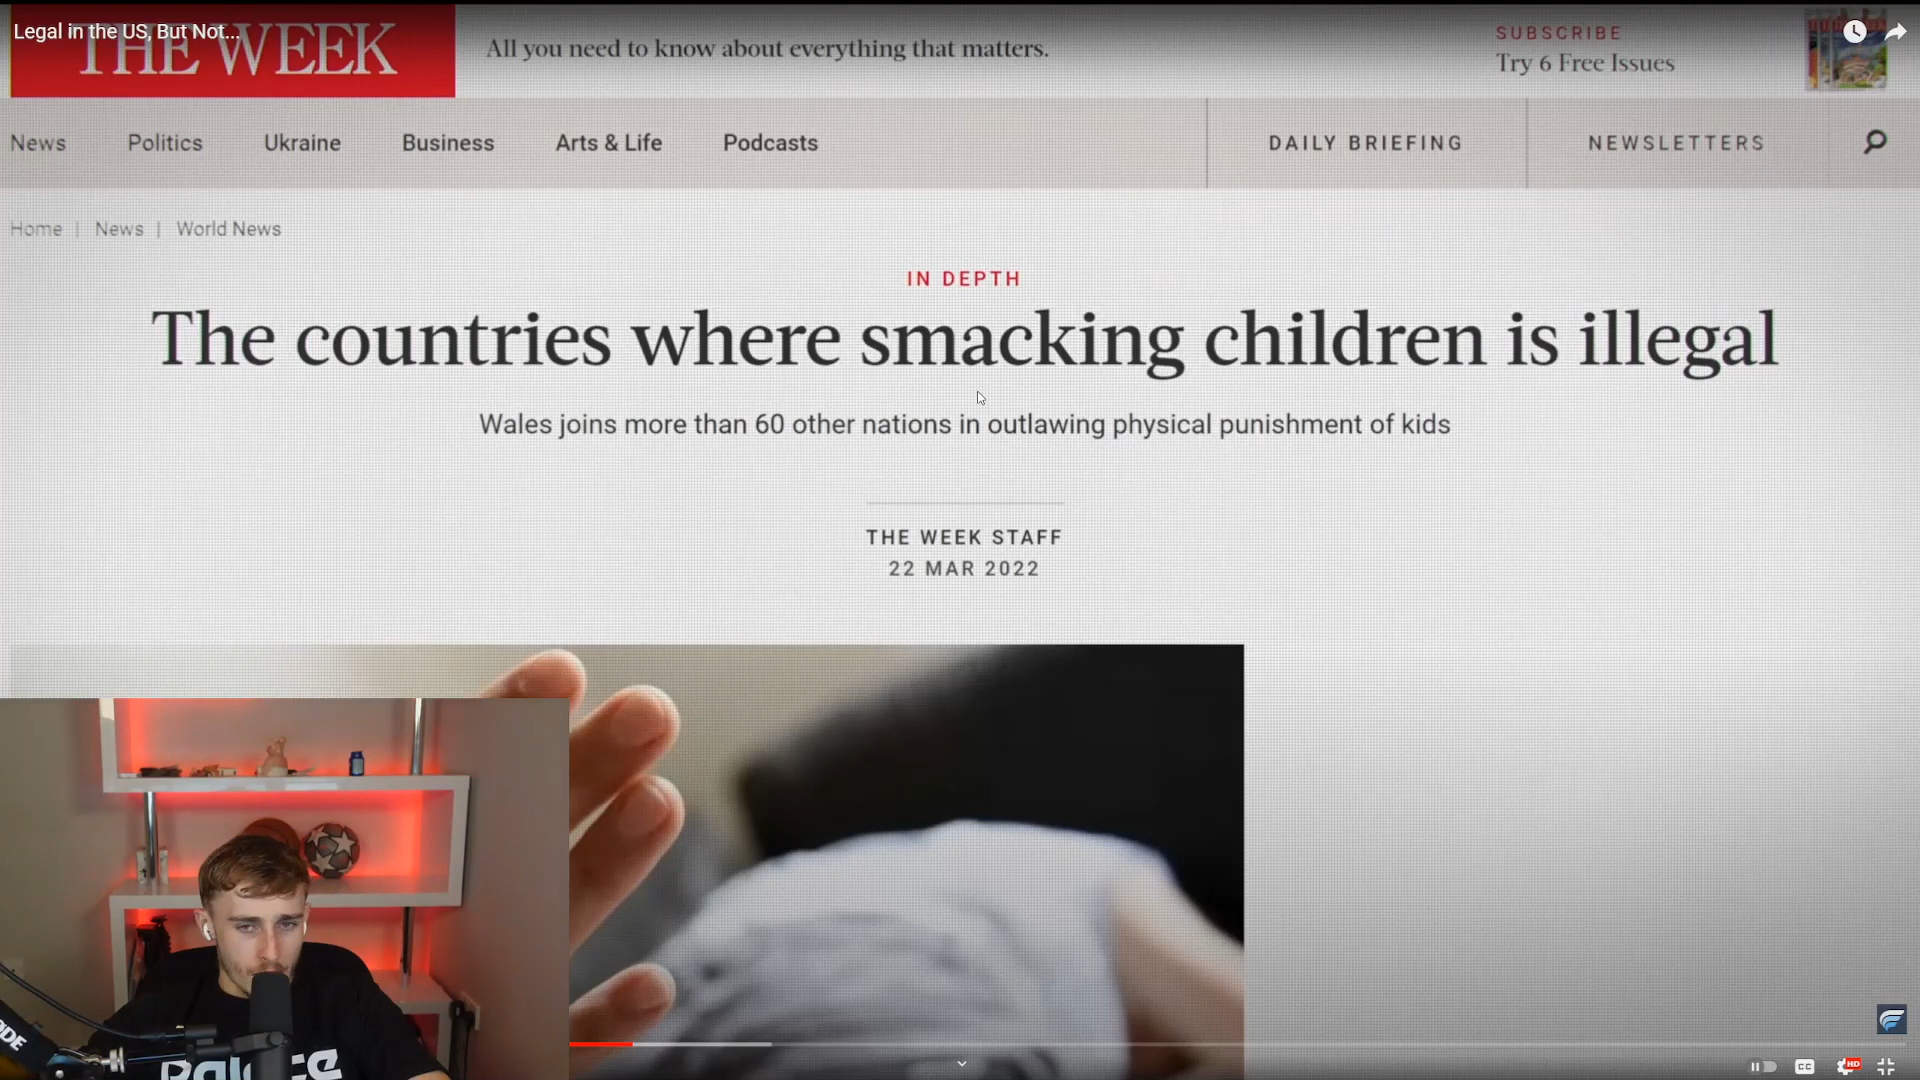 Legal in the US, But Not...
THE WEEK
All you need to know about everything that matters.
SUBSCRIBE
Try 6 Free Issues
News Politics Ukraine Business Arts & Life Podcasts DAILY BRIEFING NEWSLETTERS
Home | News | World News
IN DEPTH
The countries where smacking children is illegal
Wales joins more than 60 other nations in outlawing physical punishment of kids
THE WEEK STAFF
22 MAR 2022
CC
HD